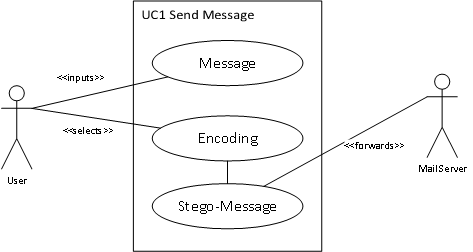 UC1 Send Message
Message
<<inputs>>
<<selects>>
Encoding
<<forwards>>
User
MailServer
Stego-Message